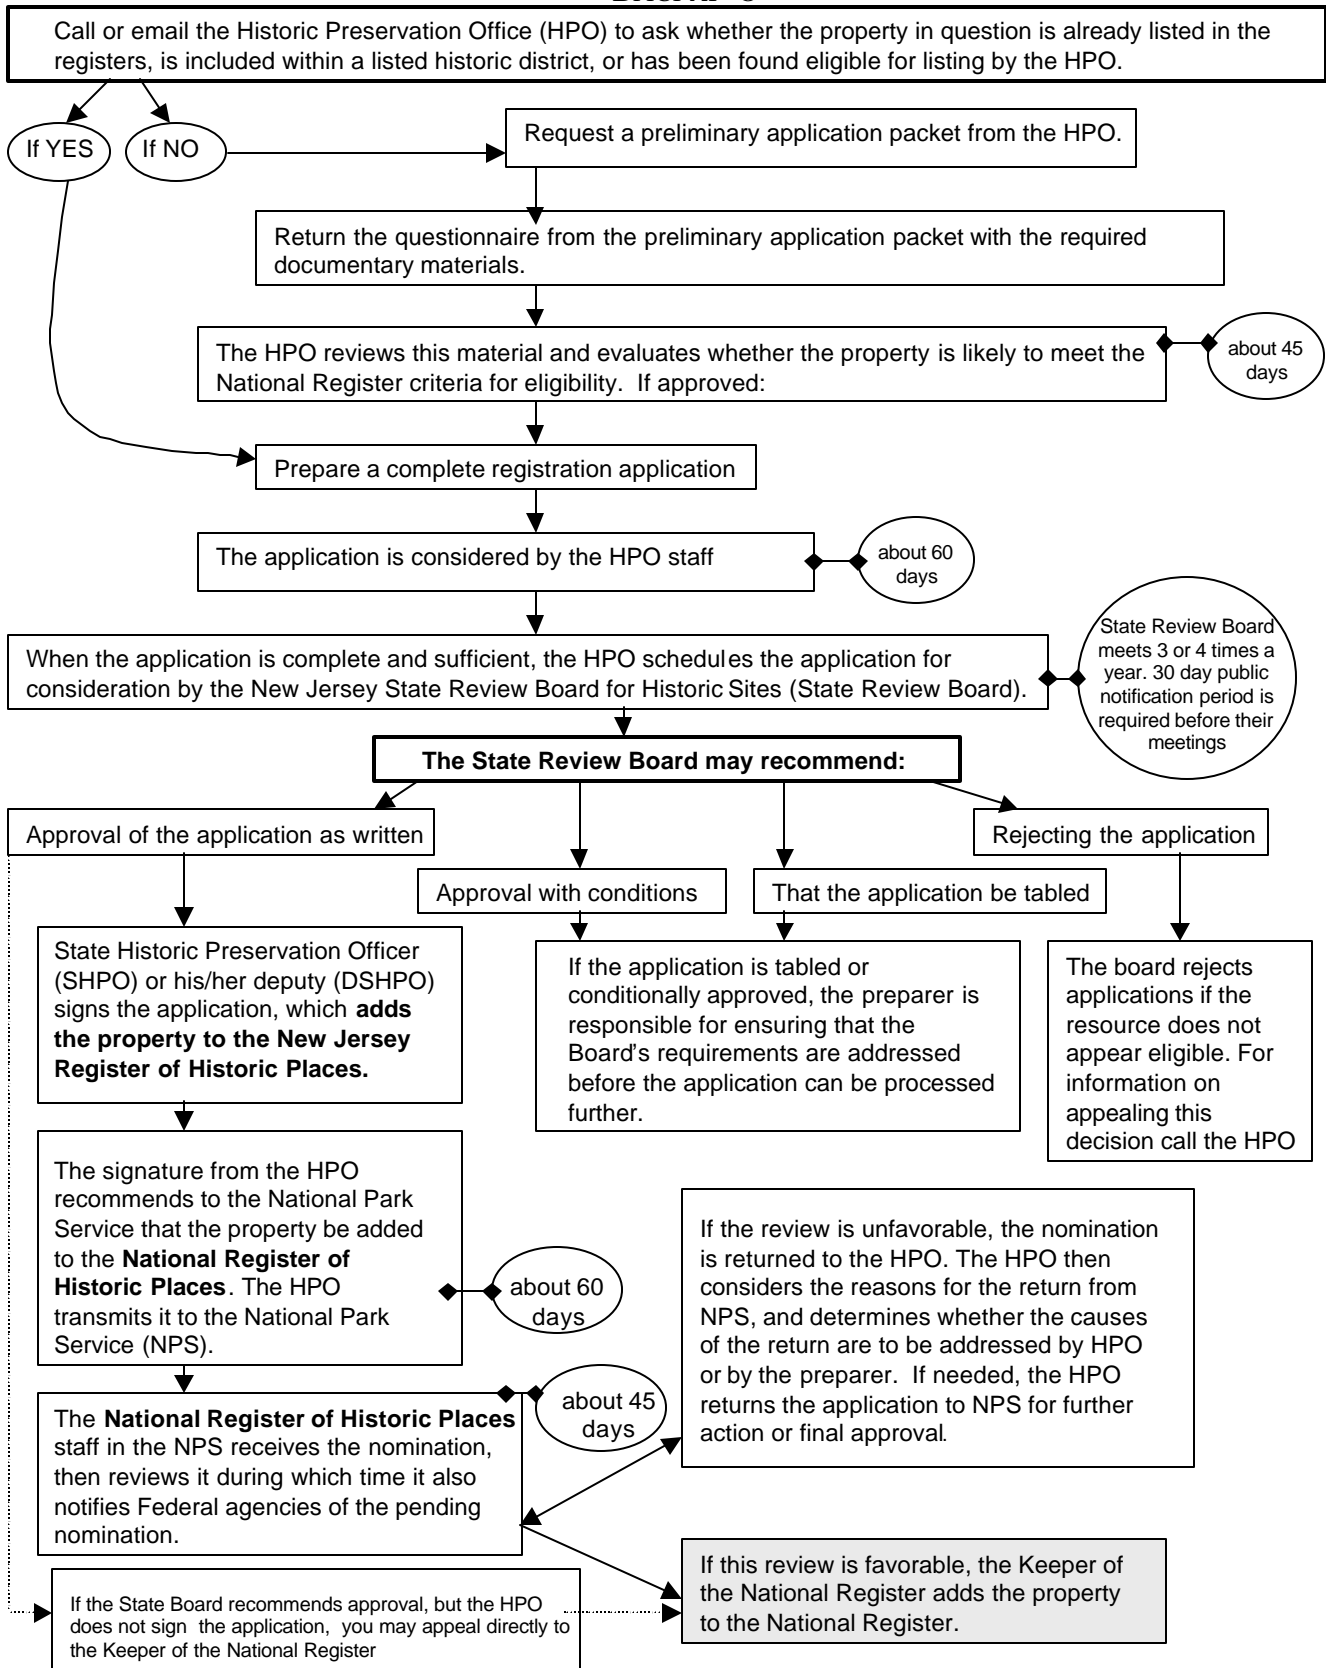 Call or email the Historic Preservation Office (HPO) to ask whether the property in question is already listed in the
registers, is included within a listed historic district, or has been found eligible for listing by the HPO.
If YES
If NO
Request a preliminary application packet from the HPO.
Return the questionnaire from the preliminary application packet with the required
documentary materials.
The HPO reviews this material and evaluates whether the property is likely to meet the
National Register criteria for eligibility. If approved:
about 45
days
Prepare a complete registration application
The application is considered by the HPO staff
about 60
days
When the application is complete and sufficient, the HPO schedules the application for
consideration by the New Jersey State Review Board for Historic Sites (State Review Board).
State Review Board
meets 3 or 4 times a
year. 30 day public
notification period is
required before their
meetings
The State Review Board may recommend:
Approval of the application as written
Approval with conditions
That the application be tabled
Rejecting the application
State Historic Preservation Officer
(SHPO) or his/her deputy (DSHPO)
signs the application, which adds
the property to the New Jersey
Register of Historic Places.
If the application is tabled or
conditionally approved, the preparer is
responsible for ensuring that the
Board's requirements are addressed
before the application can be processed
further.
The board rejects
applications if the
resource does not
appear eligible. For
information on
appealing this
decision call the HPO
The signature from the HPO
recommends to the National Park
Service that the property be added
to the National Register of
Historic Places. The HPO
transmits it to the National Park
Service (NPS).
about 60
days
If the review is unfavorable, the nomination
is returned to the HPO. The HPO then
considers the reasons for the return from
NPS, and determines whether the causes
of the return are to be addressed by HPO
or by the preparer. If needed, the HPO
returns the application to NPS for further
action or final approval.
The National Register of Historic Places
staff in the NPS receives the nomination,
then reviews it during which time it also
notifies Federal agencies of the pending
nomination.
about 45
days
If this review is favorable, the Keeper of
the National Register adds the property
to the National Register.
If the State Board recommends approval, but the HPO
does not sign the application, you may appeal directly to
the Keeper of the National Register